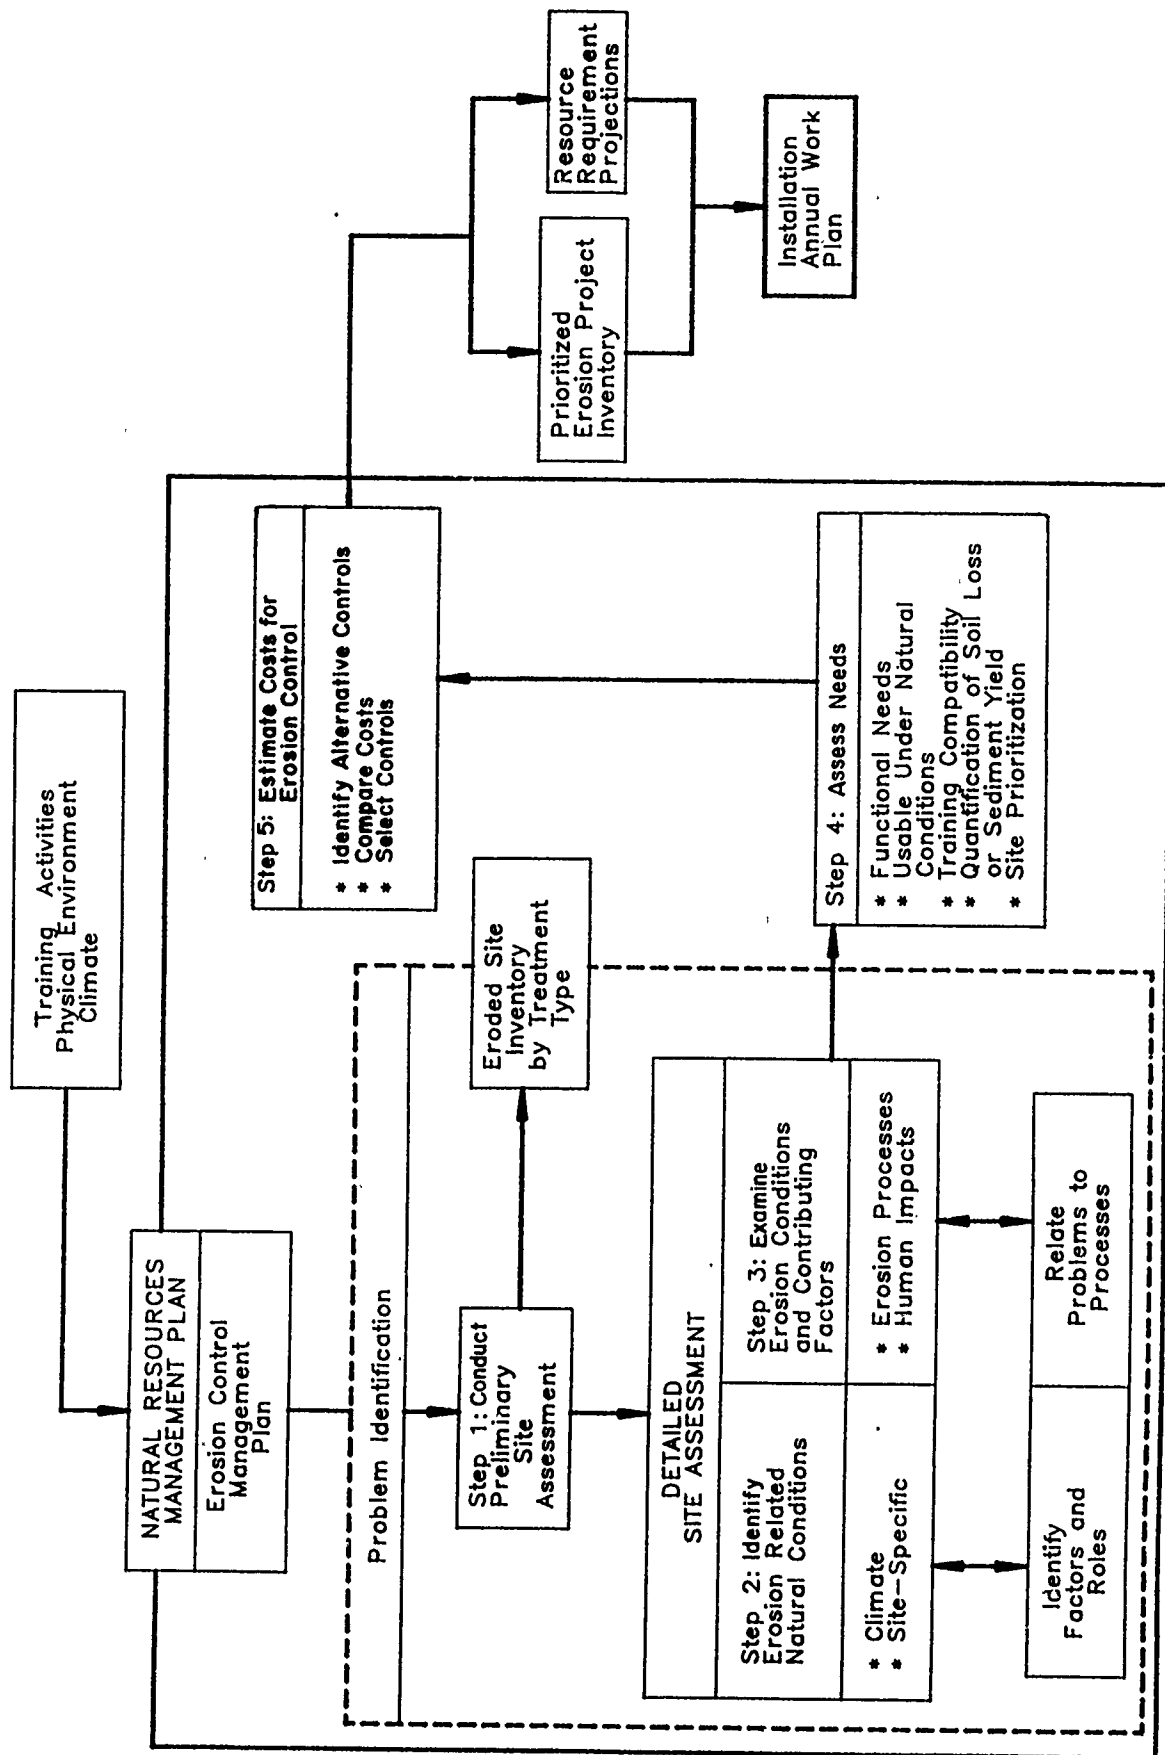 Training Activities
Physical Environment
Climate
NATURAL RESOURCES
MANAGEMENT PLAN
Erosion Control
Management
Plan
Problem Identification
Step 1: Conduct
Preliminary
Site
Assessment
Eroded Site
Inventory
by Treatment
Type
DETAILED
SITE ASSESSMENT
Step 2: Identify
Erosion Related
Natural Conditions
* Climate
* Site-Specific
Step 3: Examine
Erosion Conditions
and Contributing
Factors
* Erosion Processes
* Human Impacts
Identify
Factors and
Roles
Relate
Problems to
Processes
Step 4: Assess Needs
* Functional Needs
* Usable Under Natural
Conditions
* Training Compatibility
* Quantification of Soil Loss
or Sediment Yield
* Site Prioritization
Step 5: Estimate Costs for
Erosion Control
* Identify Alternative Controls
* Compare Costs
* Select Controls
Prioritized
Erosion Project
Inventory
Resource
Requirement
Projections
Installation
Annual Work
Plan